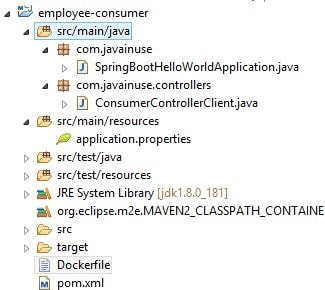 employee-consumer
src/main/java
com.javainuse
SpringBootHelloWorldApplication.java
com.javainuse.controllers
ConsumerControllerClient.java
src/main/resources
application.properties
src/test/java
src/test/resources
JRE System Library [jdk1.8.0_181]
org.eclipse.m2e.MAVEN2_CLASSPATH_CONTAINE
src
target
Dockerfile
pom.xml